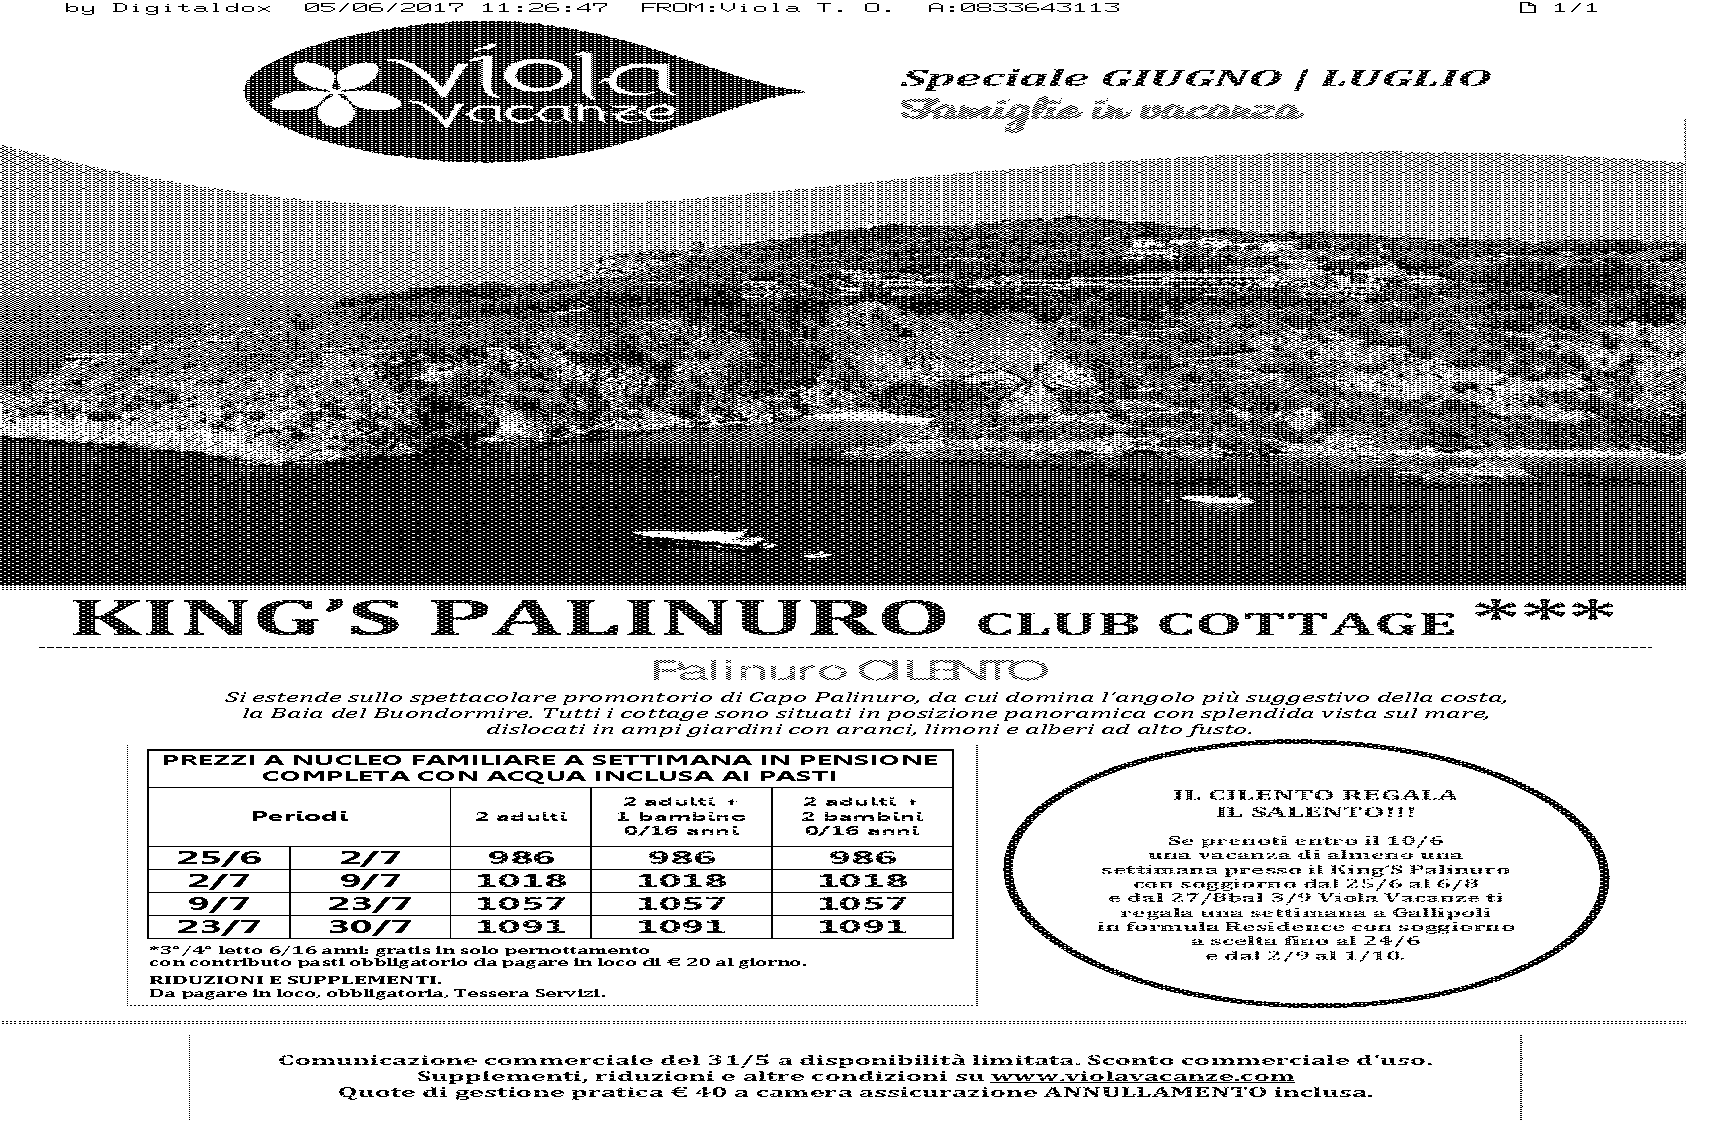 by Digitaldox 05/06/2017 11:26:47 FROM:Viola T. O. A:0833643113 1/1
viola
vacanze
Speciale GIUGNO | LUGLIO
Famiglie in vacanza
KING'S PALINURO CLUB COTTAGE ***
Palinuro CILENTO
Si estende sullo spettacolare promontorio di Capo Palinuro, da cui domina l'angolo più suggestivo della costa,
la Baia del Buondormire. Tutti i cottage sono situati in posizione panoramica con splendida vista sul mare,
dislocati in ampi giardini con aranci, limoni e alberi ad alto fusto.
PREZZI A NUCLEO FAMILIARE A SETTIMANA IN PENSIONE
COMPLETA CON ACQUA INCLUSA AI PASTI
Periodi 2 adulti 2 adulti + 1 bambino 0/16 anni 2 adulti + 2 bambini 0/16 anni
25/6 2/7 986 986 986
2/7 9/7 1018 1018 1018
9/7 23/7 1057 1057 1057
23/7 30/7 1091 1091 1091
*3°/4° letto 6/16 anni: gratis in solo pernottamento
con contributo pasti obbligatorio da pagare in loco di € 20 al giorno.
RIDUZIONI E SUPPLEMENTI.
Da pagare in loco, obbligatoria, Tessera Servizi.
IL CILENTO REGALA
IL SALENTO!!!
Se prenoti entro il 10/6
una vacanza di almeno una
settimana presso il King'S Palinuro
con soggiorno dal 25/6 al 6/8
e dal 27/8bal 3/9 Viola Vacanze ti
regala una settimana a Gallipoli
in formula Residence con soggiorno
a scelta fino al 24/6
e dal 2/9 al 1/10.
Comunicazione commerciale del 31/5 a disponibilità limitata. Sconto commerciale d'uso.
Supplementi, riduzioni e altre condizioni su www.violavacanze.com
Quote di gestione pratica € 40 a camera assicurazione ANNULLAMENTO inclusa.